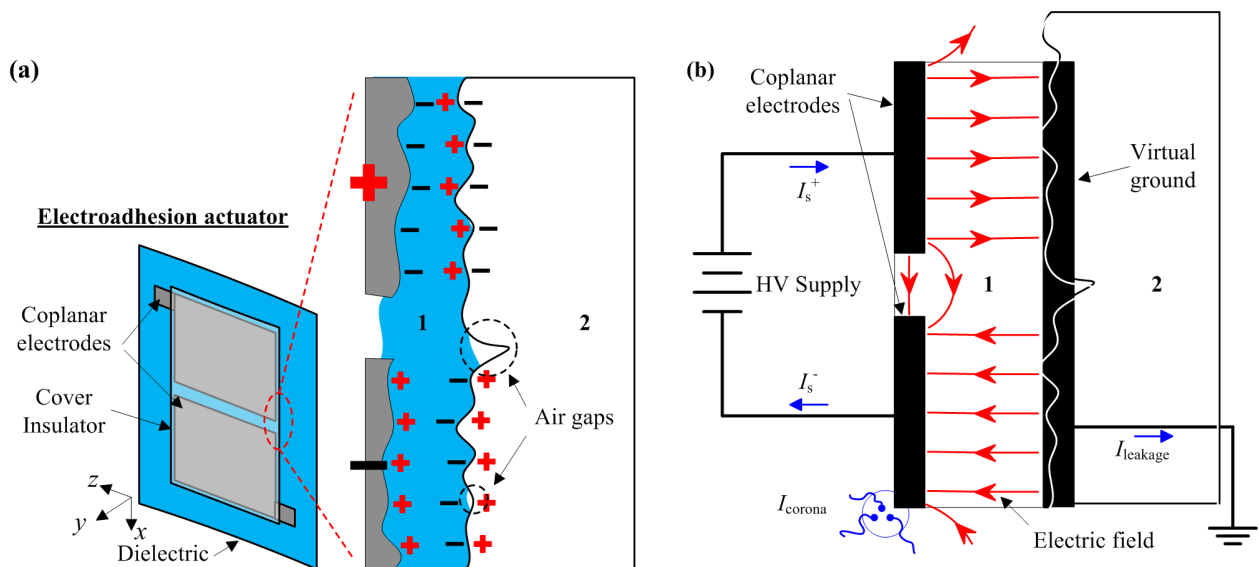 (a)
Electroadhesion actuator
Coplanar
electrodes
Cover
Insulator
z
y
x
Dielectric
+
−
1
2
Air gaps
(b)
Coplanar
electrodes
Is+
HV Supply
Is-
Icorona
1
2
Virtual
ground
Ileakage
Electric field